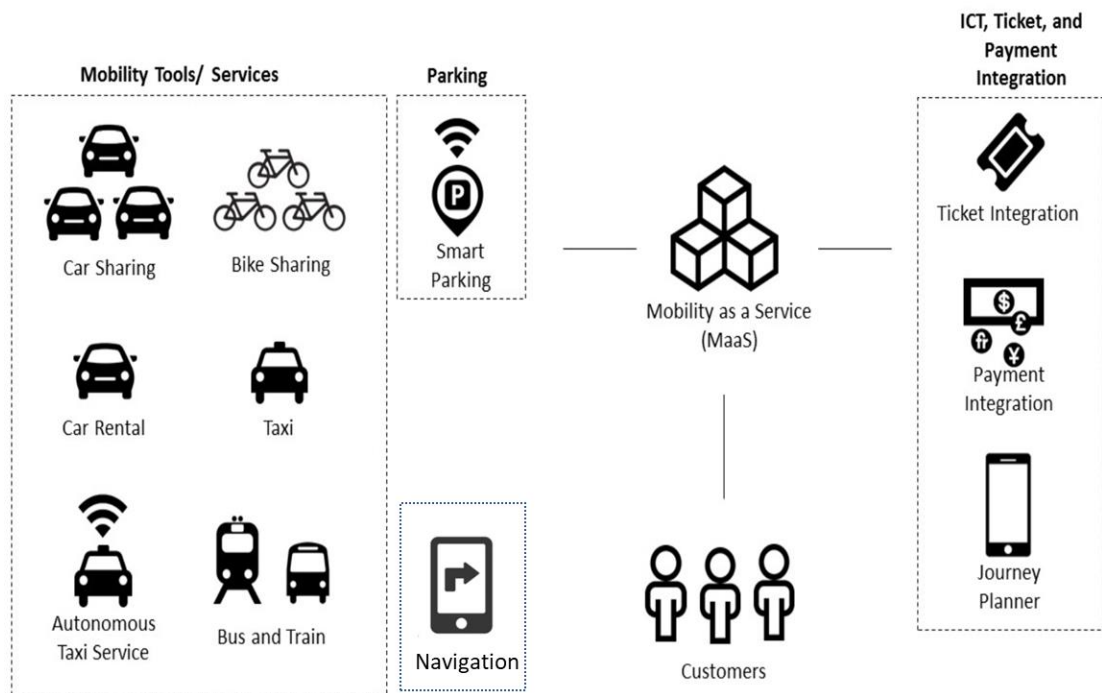 Mobility Tools/ Services
Car Sharing
Bike Sharing
Car Rental
Taxi
Autonomous
Taxi Service
Bus and Train
Parking
P
Smart
Parking
Navigation
Mobility as a Service
(MaaS)
Customers
ICT, Ticket, and
Payment
Integration
Ticket Integration
$
£
¥
Payment
Integration
Journey
Planner